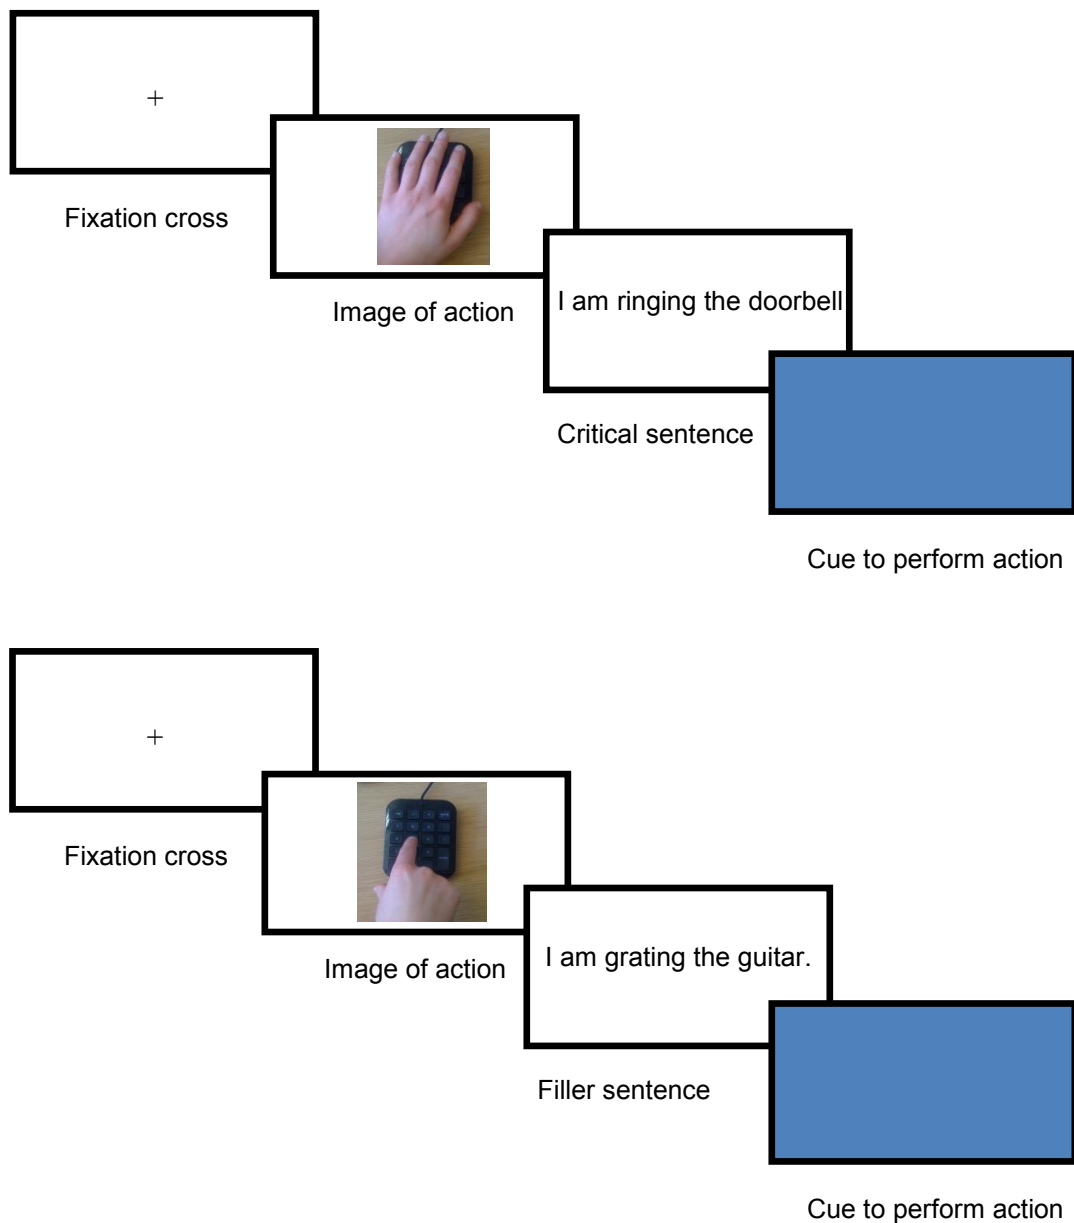 +
Fixation cross
Image of action
I am ringing the doorbell
Critical sentence
Cue to perform action
+
Fixation cross
Image of action
I am grating the guitar.
Filler sentence
Cue to perform action